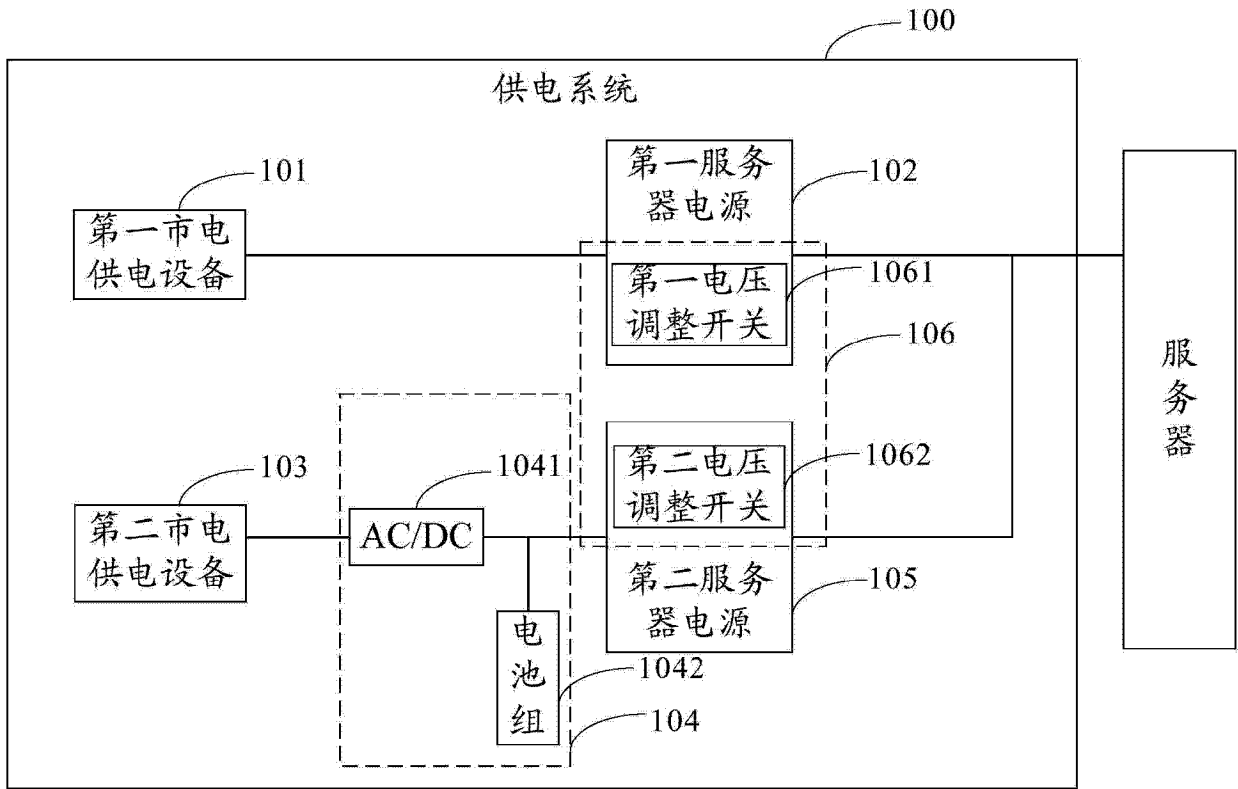 100
供电系统
101
第一市电
供电设备
第一服务
器电源
102
第一电压
调整开关
1061
106
服
务
器
103
第二市电
供电设备
1041
AC/DC
第二电压
调整开关
1062
第二服务
器电源
105
电
池
组
1042
104